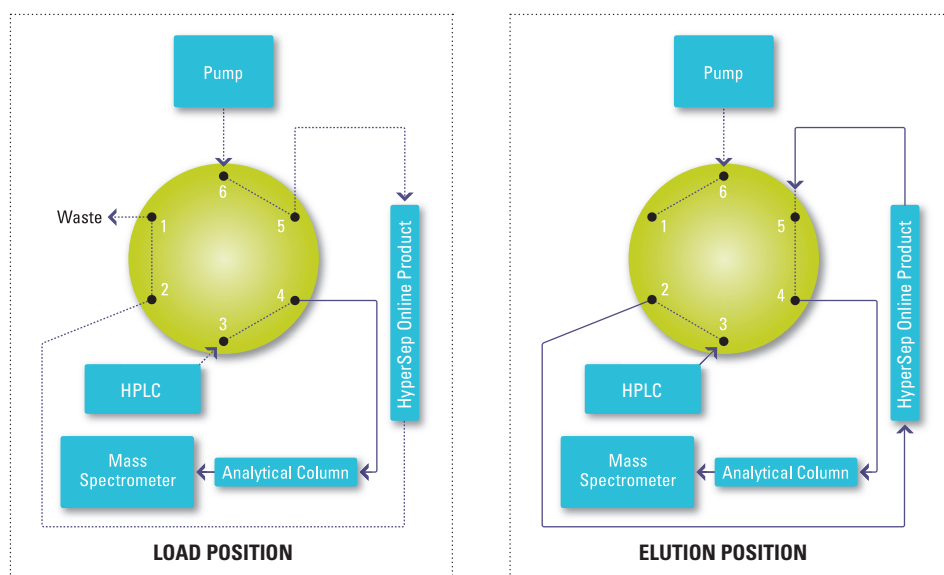 Pump
6
Waste
1
5
2
4
3
HPLC
HyperSep Online Product
Mass
Spectrometer
Analytical Column
LOAD POSITION
Pump
6
1
5
2
4
3
HPLC
HyperSep Online Product
Mass
Spectrometer
Analytical Column
ELUTION POSITION